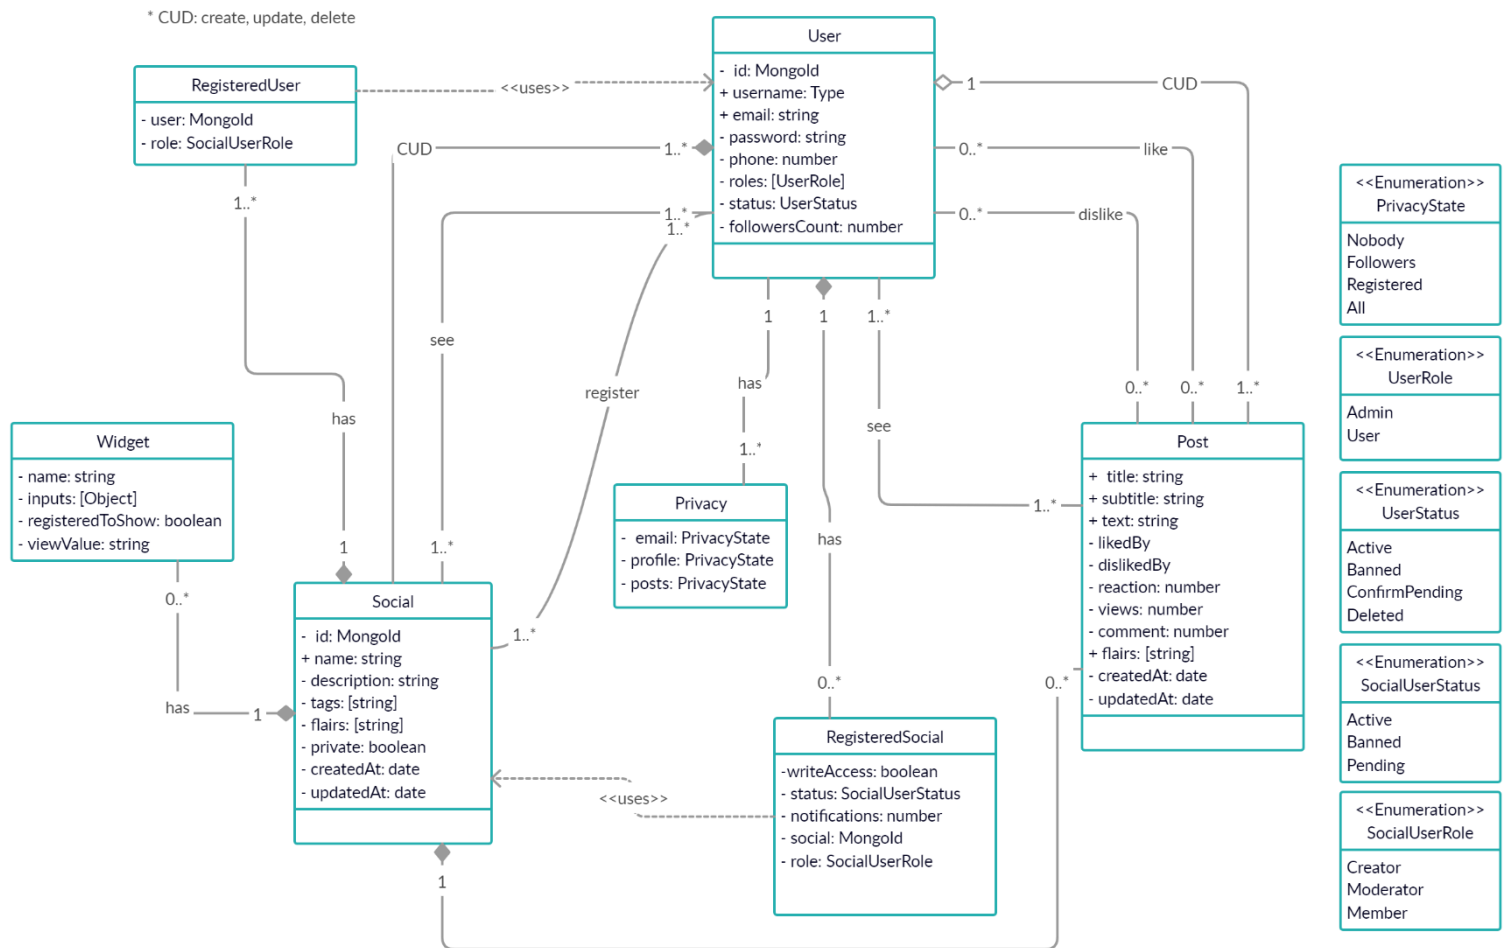 * CUD: create, update, delete
User
- id: MongoId
+ username: Type
+ email: string
- password: string
- phone: number
- roles: [UserRole]
- status: UserStatus
- followersCount: number
RegisteredUser
- user: MongoId
- role: SocialUserRole
<<uses>>
1
CUD
CUD
1..*
0..*
like
1..*
0..*
dislike
1..*
1..*
see
register
has
1
1
1..*
has
1..*
see
has
0..*
0..*
1..*
<<Enumeration>>
PrivacyState
Nobody
Followers
Registered
All
<<Enumeration>>
UserRole
Admin
User
<<Enumeration>>
UserStatus
Active
Banned
ConfirmPending
Deleted
<<Enumeration>>
SocialUserStatus
Active
Banned
Pending
<<Enumeration>>
SocialUserRole
Creator
Moderator
Member
Widget
- name: string
- inputs: [Object]
- registeredToShow: boolean
- viewValue: string
Privacy
- email: PrivacyState
- profile: PrivacyState
- posts: PrivacyState
Post
+ title: string
+ subtitle: string
+ text: string
- likedBy
- dislikedBy
- reaction: number
- views: number
- comment: number
+ flairs: [string]
- createdAt: date
- updatedAt: date
1..*
1
1..*
0..*
has
1
1..*
0..*
0..*
Social
- id: MongoId
+ name: string
- description: string
- tags: [string]
- flairs: [string]
- private: boolean
- createdAt: date
- updatedAt: date
<<uses>>
RegisteredSocial
-writeAccess: boolean
- status: SocialUserStatus
- notifications: number
- social: MongoId
- role: SocialUserRole
1